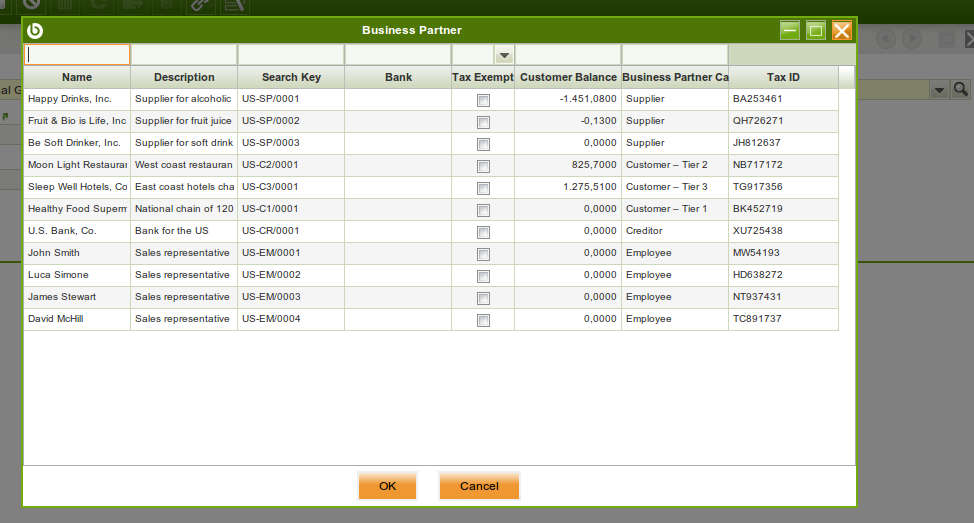 Business Partner
Name Description Search Key Bank Tax Exempt Customer Balance Business Partner Ca Tax ID
Happy Drinks, Inc. Supplier for alcoholic US-SP/0001 -1.451,0800 Supplier BA253461
Fruit & Bio is Life, Inc Supplier for fruit juice US-SP/0002 -0,1300 Supplier QH726271
Be Soft Drinker, Inc. Supplier for soft drink US-SP/0003 0,0000 Supplier JH812637
Moon Light Restaurar West coast restauran US-C2/0001 825,7000 Customer – Tier 2 NB717172
Sleep Well Hotels, Co East coast hotels cha US-C3/0001 1.275,5100 Customer – Tier 3 TG917356
Healthy Food Superm National chain of 120 US-C1/0001 0,0000 Customer – Tier 1 BK452719
U.S. Bank, Co. Bank for the US US-CR/0001 0,0000 Creditor XU725438
John Smith Sales representative US-EM/0001 0,0000 Employee MW54193
Luca Simone Sales representative US-EM/0002 0,0000 Employee HD638272
James Stewart Sales representative US-EM/0003 0,0000 Employee NT937431
David McHill Sales representative US-EM/0004 0,0000 Employee TC891737
OK Cancel